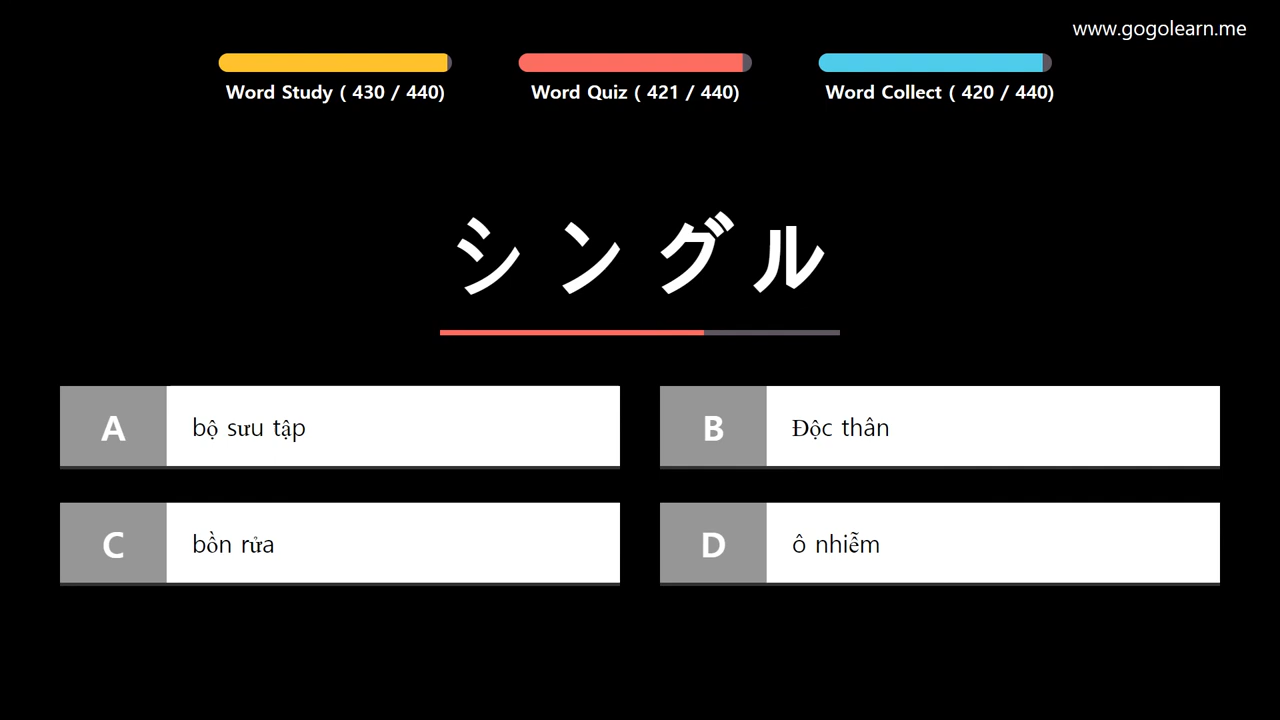 www.gogolearn.me
Word Study ( 430 / 440)
Word Quiz ( 421 / 440)
Word Collect ( 420 / 440)
シングル
A bộ sưu tập
B Độc thân
C bồn rửa
D ô nhiễm